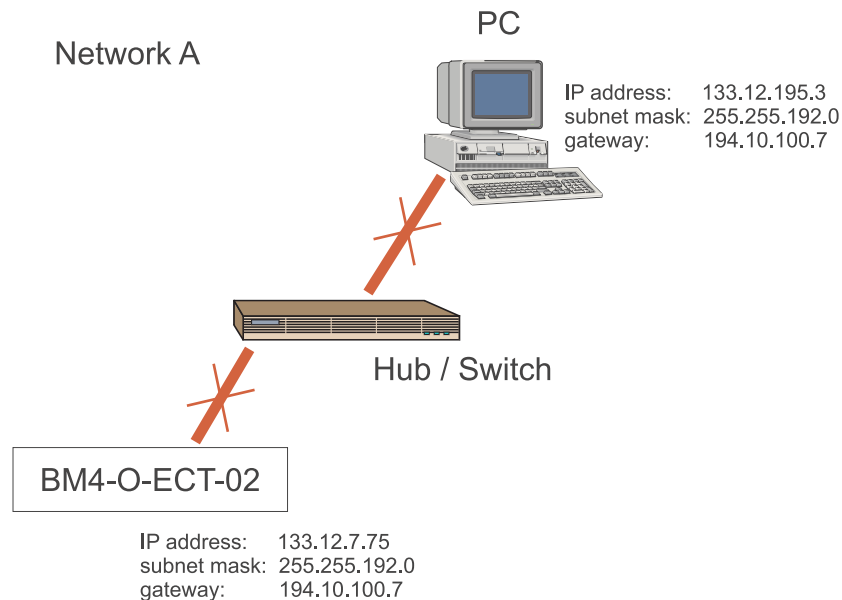 PC
Network A
IP address: 133.12.195.3
subnet mask: 255.255.192.0
gateway: 194.10.100.7
Hub / Switch
BM4-O-ECT-02
IP address: 133.12.7.75
subnet mask: 255.255.192.0
gateway: 194.10.100.7